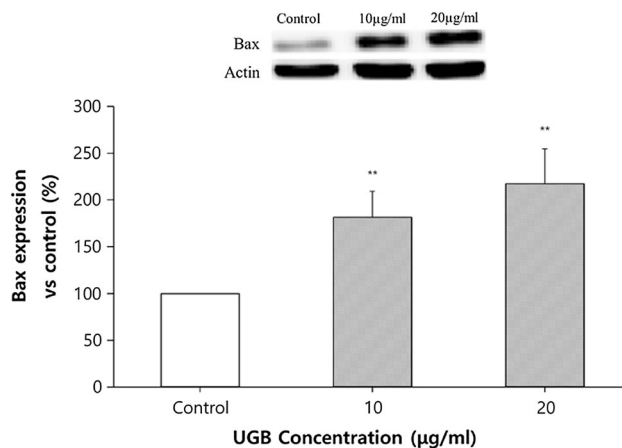 Control 10µg/ml 20µg/ml
Bax
Actin
300
250
200
150
100
50
0
Bax expression
vs control (%)
**
**
Control 10 20
UGB Concentration (µg/ml)